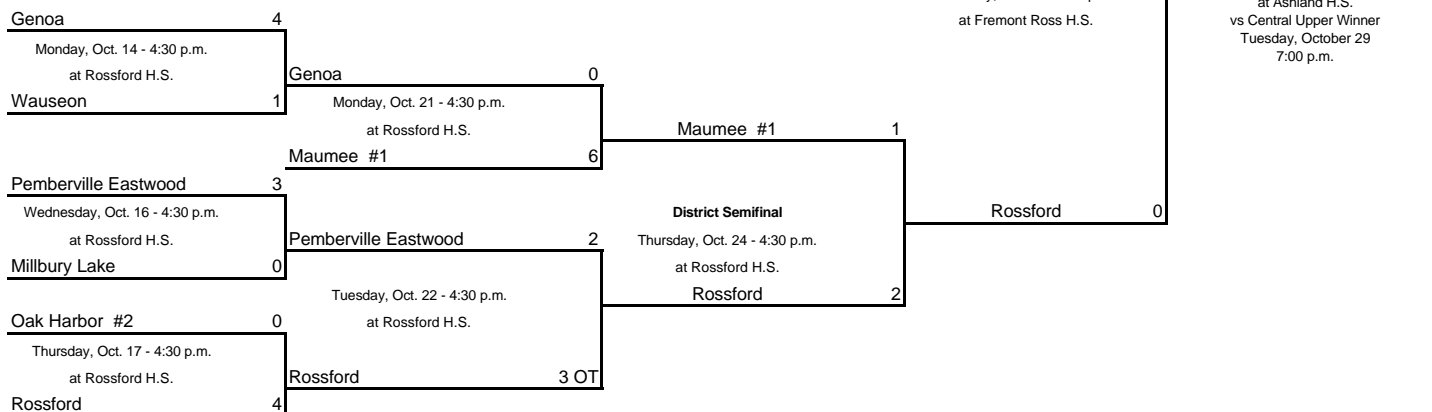 at Ashland H.S.
Genoa 4
at Fremont Ross H.S.
vs Central Upper Winner
Tuesday, October 29
7:00 p.m.
Monday, Oct. 14 - 4:30 p.m.
at Rossford H.S.
Genoa 0
Wauseon 1
Monday, Oct. 21 - 4:30 p.m.
at Rossford H.S.
Maumee #1 1
Maumee #1 6
Pemberville Eastwood 3
Wednesday, Oct. 16 - 4:30 p.m.
District Semifinal
Rossford 0
at Rossford H.S.
Pemberville Eastwood 2
Thursday, Oct. 24 - 4:30 p.m.
Millbury Lake 0
at Rossford H.S.
Tuesday, Oct. 22 - 4:30 p.m.
Rossford 2
Oak Harbor #2 0
at Rossford H.S.
Thursday, Oct. 17 - 4:30 p.m.
at Rossford H.S.
Rossford 3 OT
Rossford 4